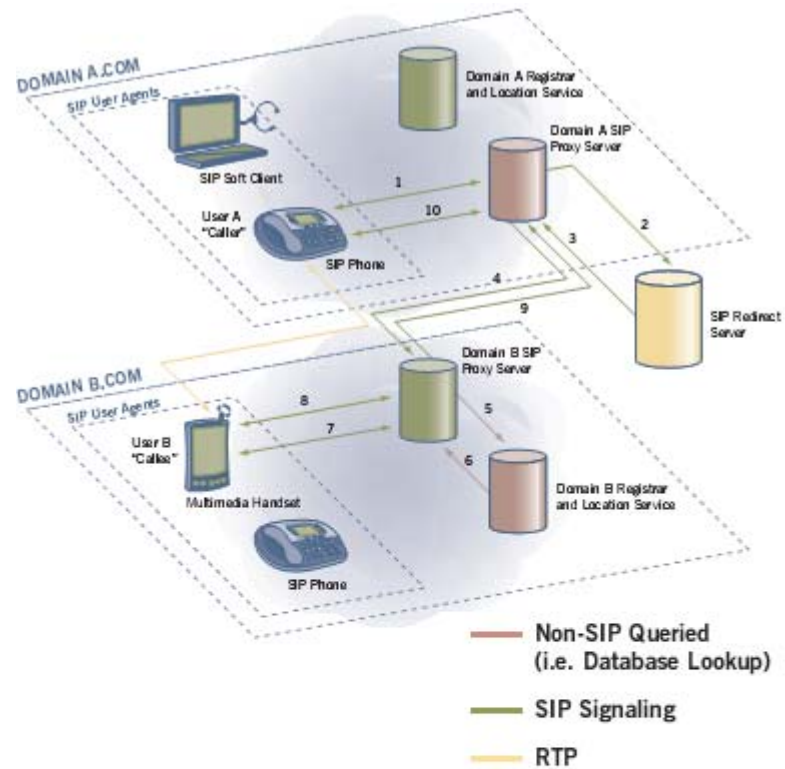 DOMAIN A.COM
SIP User Agents
Domain A Registrar
and Location Service
Domain A SIP
Proxy Server
SIP Soft Client
1
User A
"Caller"
10
2
3
SIP Phone
4
9
SIP Redirect
Server
Domain B SIP
Proxy Server
DOMAIN B.COM
SIP User Agents
8
5
User B
"Callee"
7
6
Multimedia Handset
Domain B Registrar
and Location Service
SIP Phone
Non-SIP Queried
(i.e. Database Lookup)
SIP Signaling
RTP